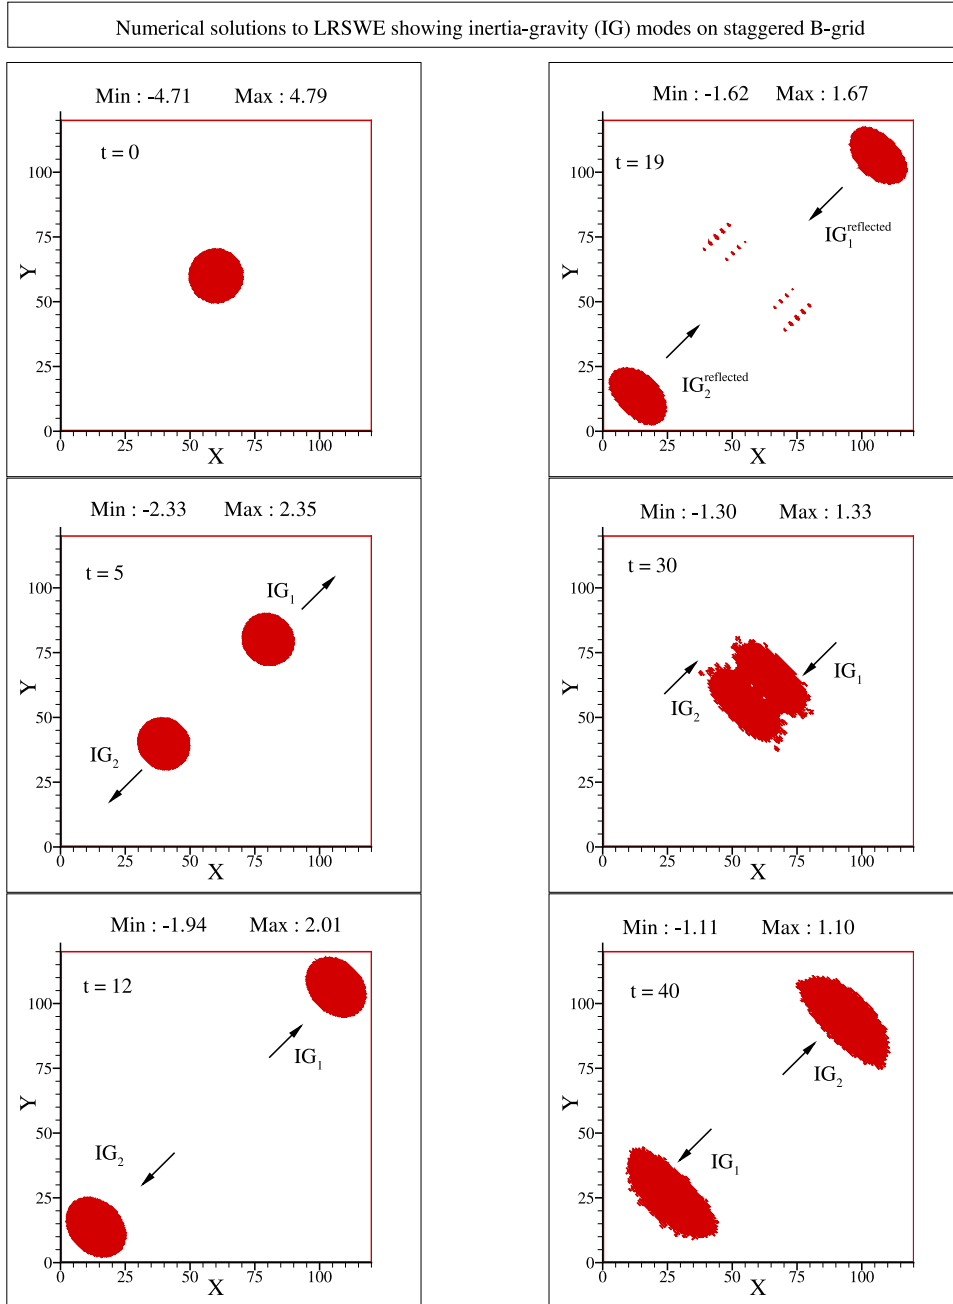 Numerical solutions to LRSWE showing inertia-gravity (IG) modes on staggered B-grid
Min : -4.71 Max : 4.79
t = 0
Y
100
75
50
25
0
0 25 50 75 100
X
Min : -1.62 Max : 1.67
t = 19
IG₁^reflected
IG₂^reflected
Y
100
75
50
25
0
0 25 50 75 100
X
Min : -2.33 Max : 2.35
t = 5
IG₁
IG₂
Y
100
75
50
25
0
0 25 50 75 100
X
Min : -1.30 Max : 1.33
t = 30
IG₁
IG₂
Y
100
75
50
25
0
0 25 50 75 100
X
Min : -1.94 Max : 2.01
t = 12
IG₁
IG₂
Y
100
75
50
25
0
0 25 50 75 100
X
Min : -1.11 Max : 1.10
t = 40
IG₂
IG₁
Y
100
75
50
25
0
0 25 50 75 100
X